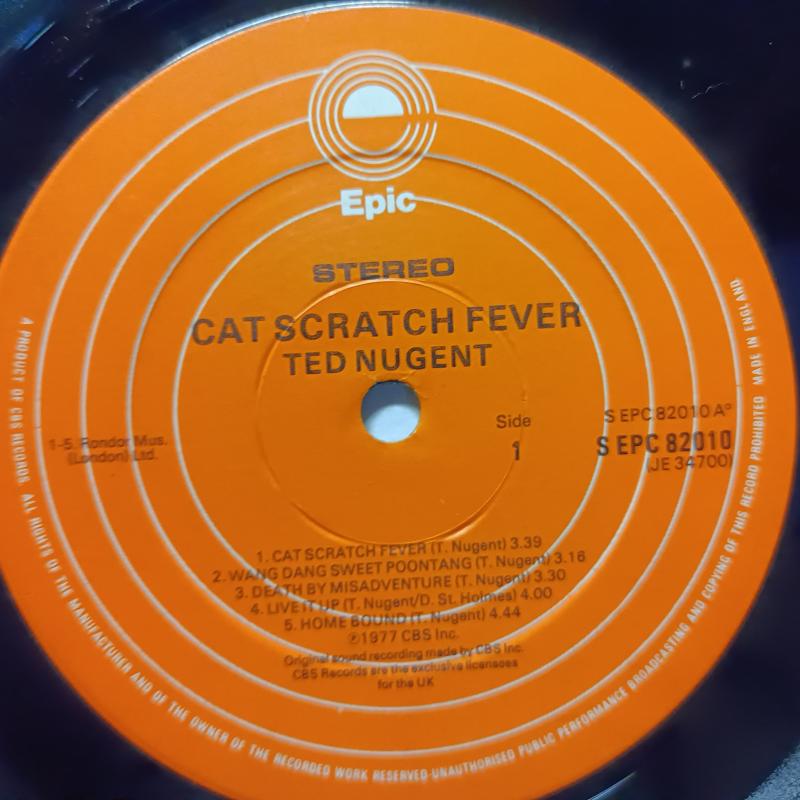 Epic
STEREO
CAT SCRATCH FEVER
TED NUGENT
1-5. Rondor Mus.
(London) Ltd.
Side
1
S EPC 82010 A°
S EPC 82010
(JE 34700)
1. CAT SCRATCH FEVER (T. Nugent) 3.39
2. WANG DANG SWEET POONTANG (T. Nugent) 3.16
3. DEATH BY MISADVENTURE (T. Nugent) 3.30
4. LIVE IT UP (T. Nugent/D. St. Holmes) 4.00
5. HOME BOUND (T. Nugent) 4.44
℗1977 CBS Inc.
Original sound recording made by CBS Inc.
CBS Records are the exclusive licensees
for the UK
A PRODUCT OF CBS RECORDS. ALL RIGHTS OF THE MANUFACTURER AND OF THE OWNER OF THE RECORDED WORK RESERVED·UNAUTHORISED PUBLIC PERFORMANCE BROADCASTING AND COPYING OF THIS RECORD PROHIBITED MADE IN ENGLAND